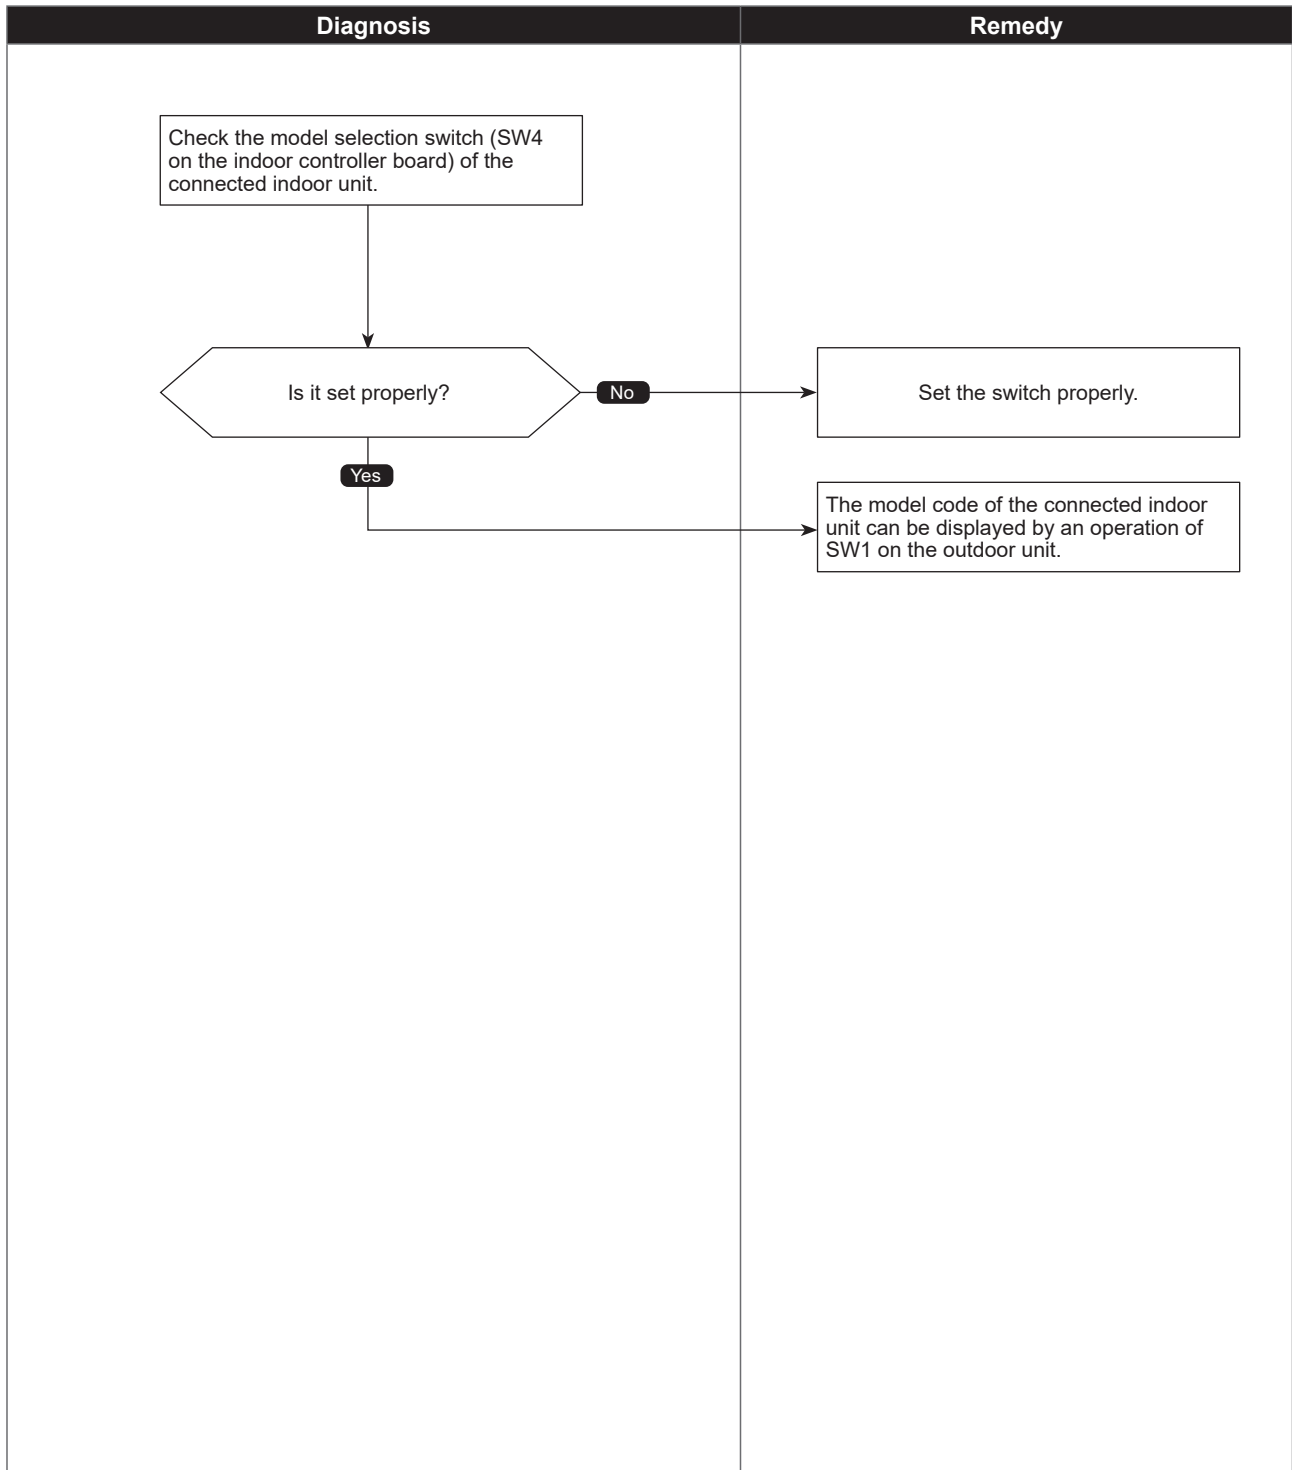 Diagnosis
Remedy
Check the model selection switch (SW4
on the indoor controller board) of the
connected indoor unit.
Is it set properly?
No
Set the switch properly.
Yes
The model code of the connected indoor
unit can be displayed by an operation of
SW1 on the outdoor unit.